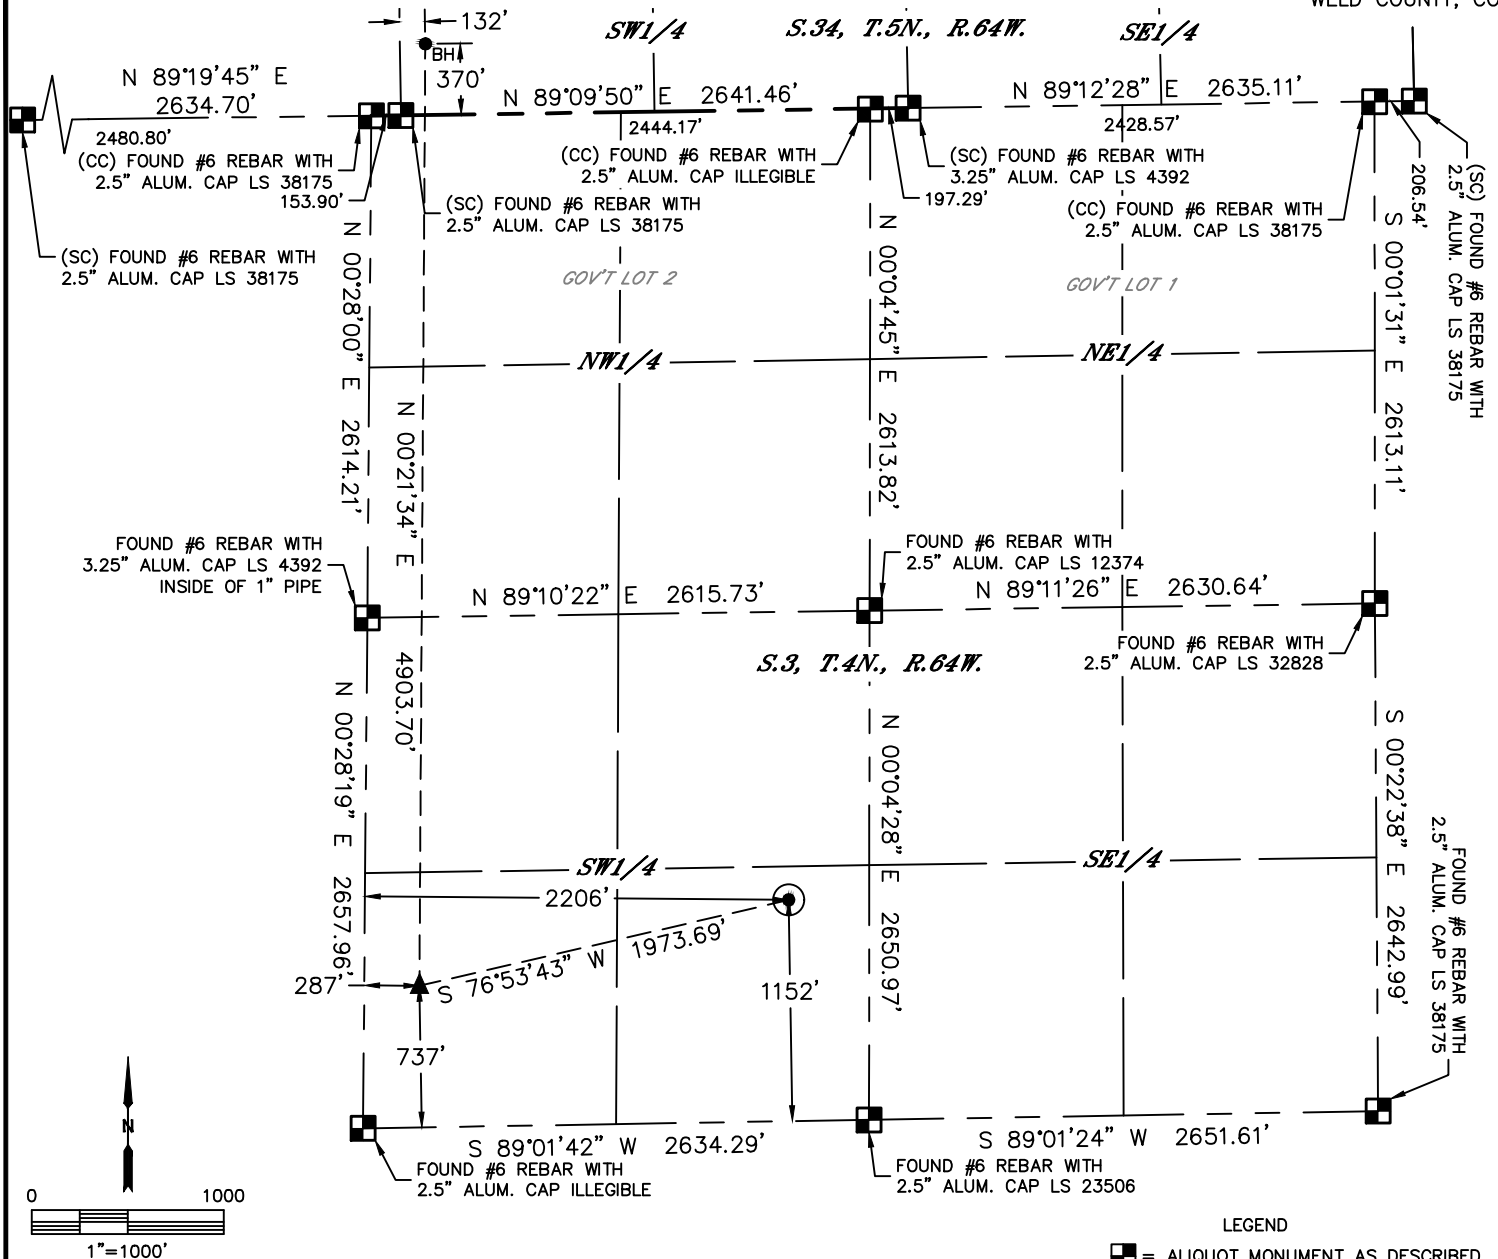 WELD COUNTY, CO
132'
SW1/4
S.34, T.5N., R.64W.
SE1/4
BH
370'
N 89°19'45" E
2634.70'
2480.80'
N 89°09'50" E 2641.46'
2444.17'
N 89°12'28" E 2635.11'
2428.57'
(CC) FOUND #6 REBAR WITH
2.5" ALUM. CAP LS 38175
153.90'
(SC) FOUND #6 REBAR WITH
2.5" ALUM. CAP LS 38175
(CC) FOUND #6 REBAR WITH
2.5" ALUM. CAP ILLEGIBLE
(SC) FOUND #6 REBAR WITH
3.25" ALUM. CAP LS 4392
197.29'
(CC) FOUND #6 REBAR WITH
2.5" ALUM. CAP LS 38175
206.54'
(SC) FOUND #6 REBAR WITH
2.5" ALUM. CAP LS 38175
(SC) FOUND #6 REBAR WITH
2.5" ALUM. CAP LS 38175
GOV'T LOT 2
GOV'T LOT 1
N 00°28'00" E 2614.21'
N 00°21'34" E 4903.70'
N 00°04'45" E 2613.82'
S 00°01'31" E 2613.11'
NW1/4
NE1/4
FOUND #6 REBAR WITH
3.25" ALUM. CAP LS 4392
INSIDE OF 1" PIPE
FOUND #6 REBAR WITH
2.5" ALUM. CAP LS 12374
N 89°10'22" E 2615.73'
N 89°11'26" E 2630.64'
FOUND #6 REBAR WITH
2.5" ALUM. CAP LS 32828
S.3, T.4N., R.64W.
N 00°28'19" E 2657.96'
N 00°04'28" E 2650.97'
S 00°22'38" E 2642.99'
SW1/4
SE1/4
2206'
S 76°53'43" W 1973.69'
287'
1152'
737'
FOUND #6 REBAR WITH
2.5" ALUM. CAP LS 38175
S 89°01'42" W 2634.29'
S 89°01'24" W 2651.61'
FOUND #6 REBAR WITH
2.5" ALUM. CAP ILLEGIBLE
FOUND #6 REBAR WITH
2.5" ALUM. CAP LS 23506
N
0 1000
1"=1000'
LEGEND
= ALIQUOT MONUMENT AS DESCRIBED